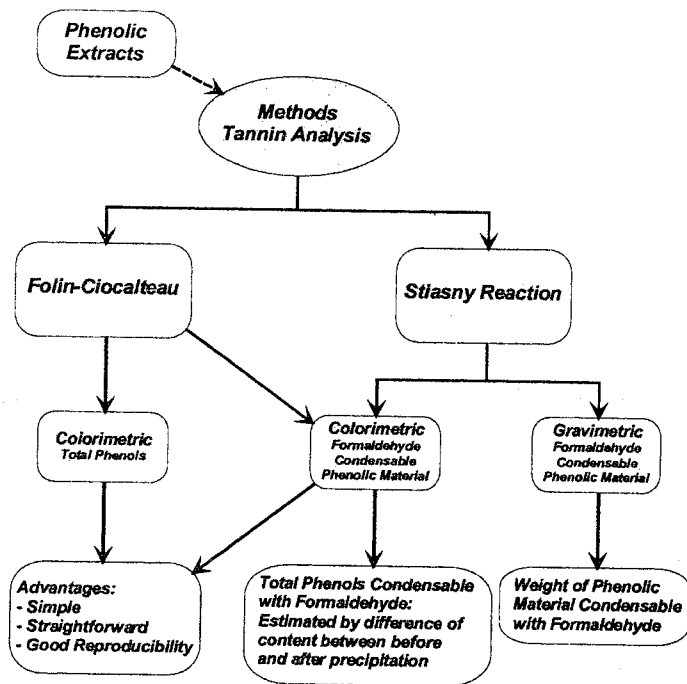 Phenolic
Extracts
Methods
Tannin Analysis
Folin-Ciocalteau
Stiasny Reaction
Colorimetric
Total Phenols
Colorimetric
Formaldehyde
Condensable
Phenolic Material
Gravimetric
Formaldehyde
Condensable
Phenolic Material
Advantages:
- Simple
- Straightforward
- Good Reproducibility
Total Phenols Condensable
with Formaldehyde:
Estimated by difference of
content between before
and after precipitation
Weight of Phenolic
Material Condensable
with Formaldehyde